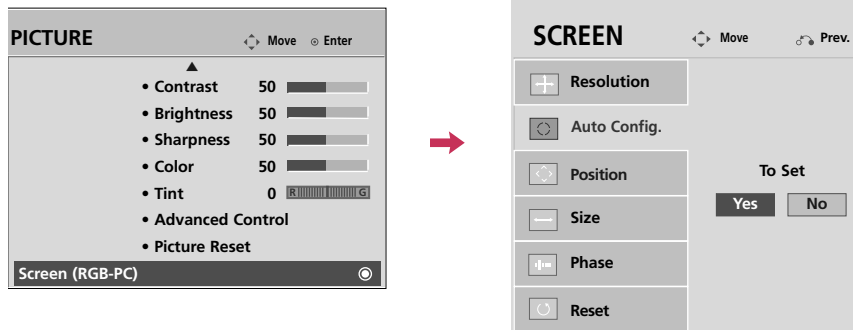 PICTURE Move Enter
• Contrast 50
• Brightness 50
• Sharpness 50
• Color 50
• Tint 0 R G
• Advanced Control
• Picture Reset
Screen (RGB-PC)
SCREEN Move Prev.
Resolution
Auto Config.
Position
Size
Phase
Reset
To Set
Yes No